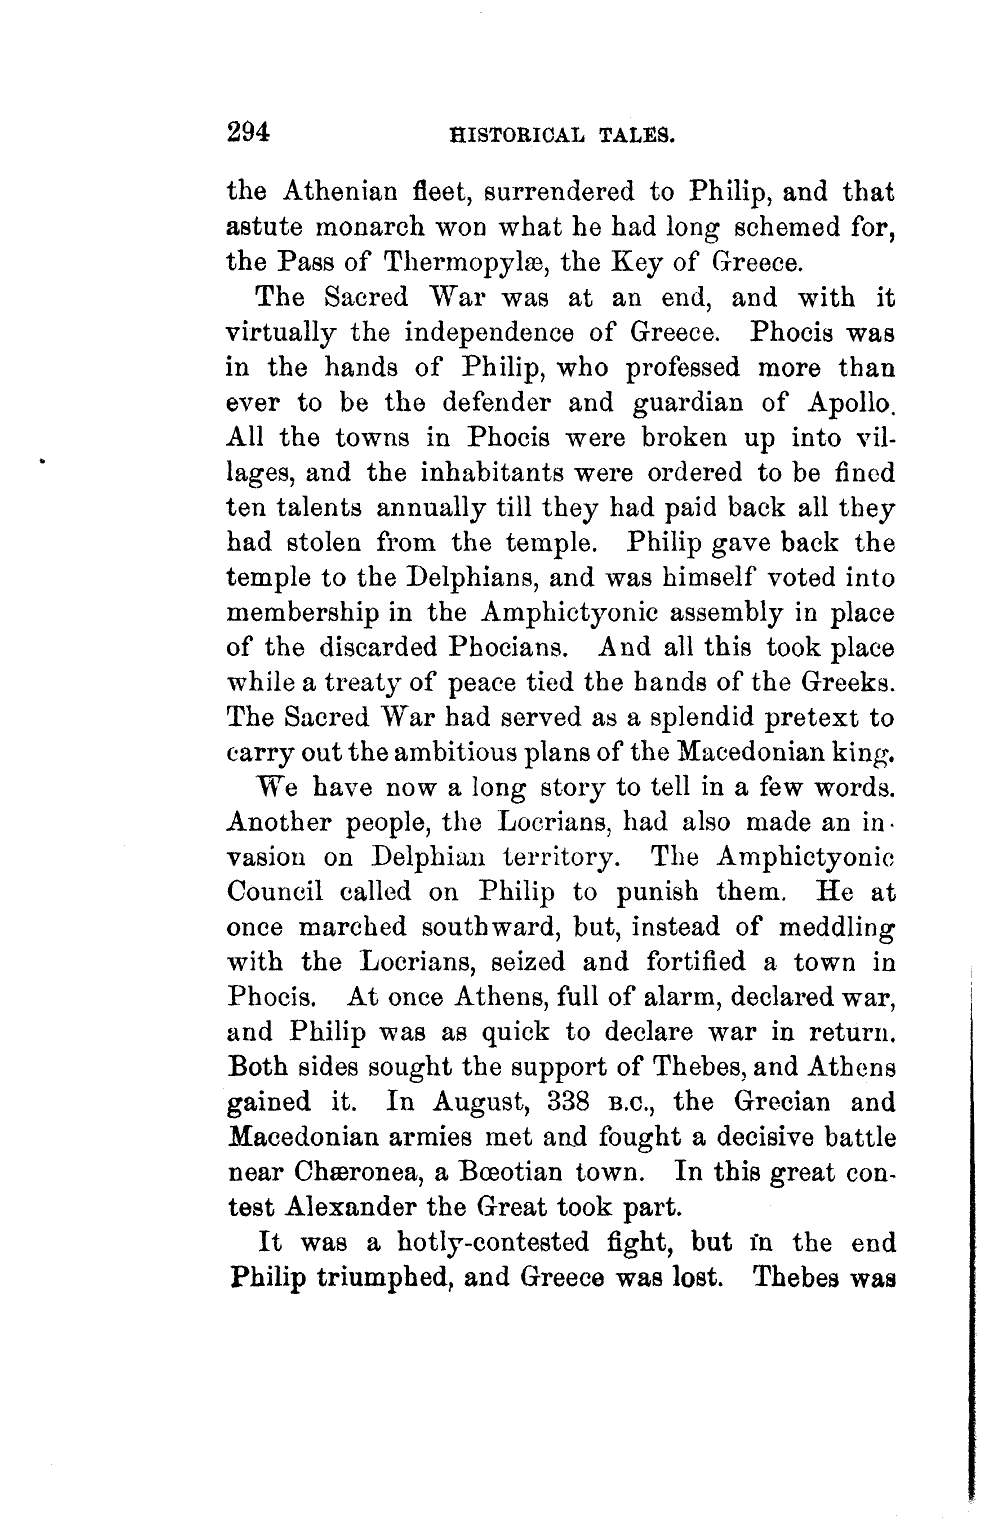 294 HISTORICAL TALES.
the Athenian fleet, surrendered to Philip, and that
astute monarch won what he had long schemed for,
the Pass of Thermopylæ, the Key of Greece.
The Sacred War was at an end, and with it
virtually the independence of Greece. Phocis was
in the hands of Philip, who professed more than
ever to be the defender and guardian of Apollo.
All the towns in Phocis were broken up into vil-
lages, and the inhabitants were ordered to be fined
ten talents annually till they had paid back all they
had stolen from the temple. Philip gave back the
temple to the Delphians, and was himself voted into
membership in the Amphictyonic assembly in place
of the discarded Phocians. And all this took place
while a treaty of peace tied the hands of the Greeks.
The Sacred War had served as a splendid pretext to
carry out the ambitious plans of the Macedonian king.
We have now a long story to tell in a few words.
Another people, the Locrians, had also made an in-
vasion on Delphian territory. The Amphictyonic
Council called on Philip to punish them. He at
once marched southward, but, instead of meddling
with the Locrians, seized and fortified a town in
Phocis. At once Athens, full of alarm, declared war,
and Philip was as quick to declare war in return.
Both sides sought the support of Thebes, and Athens
gained it. In August, 338 B.C., the Grecian and
Macedonian armies met and fought a decisive battle
near Chæronea, a Bœotian town. In this great con-
test Alexander the Great took part.
It was a hotly-contested fight, but in the end
Philip triumphed, and Greece was lost. Thebes was